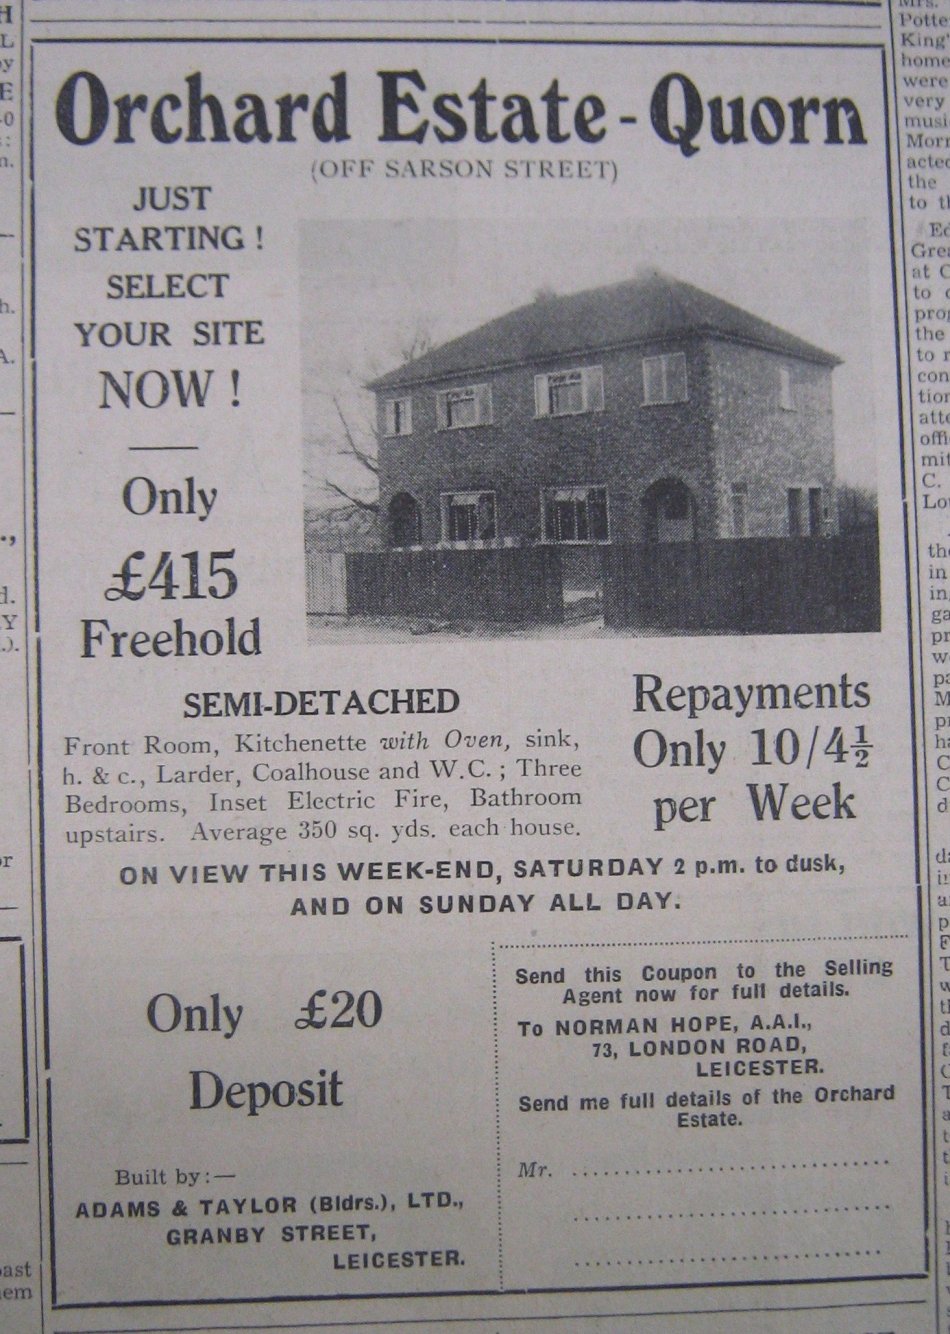 Orchard Estate - Quorn
(OFF SARSON STREET)
JUST
STARTING !
SELECT
YOUR SITE
NOW !
Only
£415
Freehold
SEMI-DETACHED
Front Room, Kitchenette with Oven, sink,
h. & c., Larder, Coalhouse and W.C. ; Three
Bedrooms, Inset Electric Fire, Bathroom
upstairs. Average 350 sq. yds. each house.
Repayments
Only 10/4½
per Week
ON VIEW THIS WEEK-END, SATURDAY 2 p.m. to dusk,
AND ON SUNDAY ALL DAY.
Only £20
Deposit
Built by:—
ADAMS & TAYLOR (Bldrs.), LTD.,
GRANBY STREET,
LEICESTER.
Send this Coupon to the Selling
Agent now for full details.
To NORMAN HOPE, A.A.I.,
73, LONDON ROAD,
LEICESTER.
Send me full details of the Orchard
Estate.
Mr. ........................................
........................................
........................................